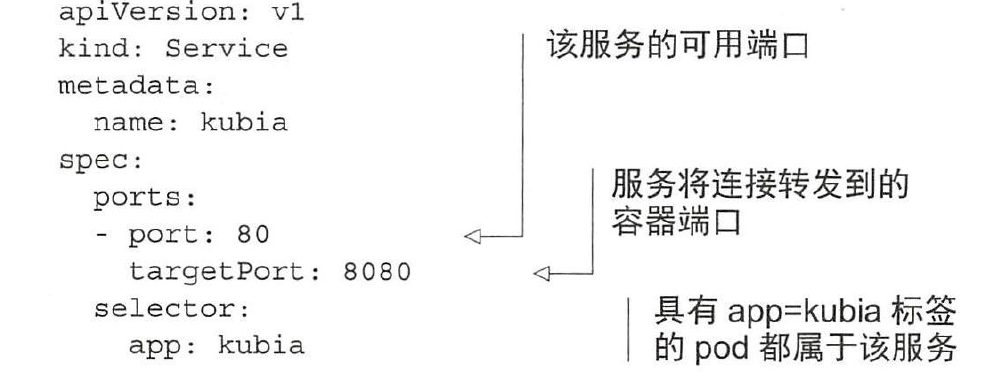 apiVersion: v1
kind: Service
metadata:
  name: kubia
spec:
  ports:
  - port: 80
    targetPort: 8080
  selector:
    app: kubia
该服务的可用端口
服务将连接转发到的
容器端口
具有 app=kubia 标签
的 pod 都属于该服务